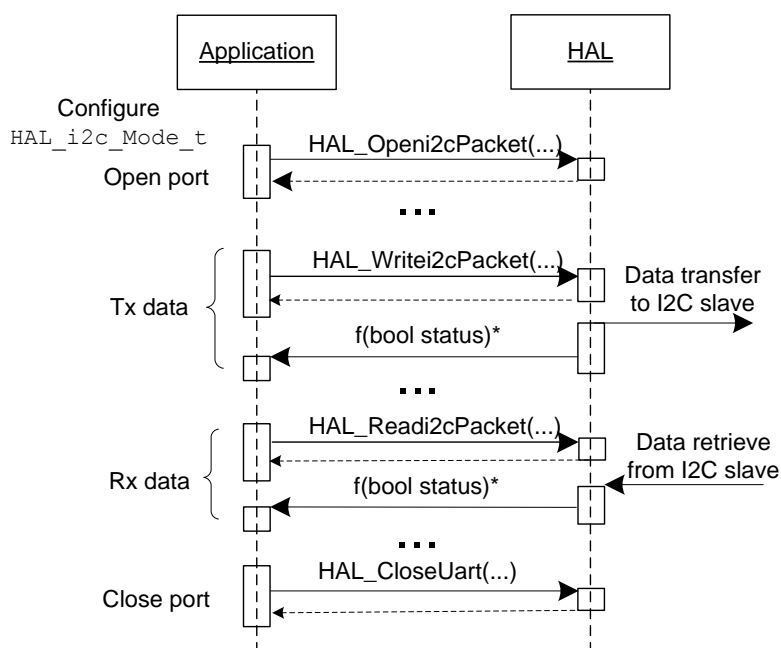 Application
HAL
Configure
HAL_i2c_Mode_t
HAL_Openi2cPacket(...)
Open port
...
HAL_Writei2cPacket(...)
Data transfer
to I2C slave
Tx data
f(bool status)*
...
HAL_Readi2cPacket(...)
Data retrieve
from I2C slave
Rx data
f(bool status)*
...
HAL_CloseUart(...)
Close port